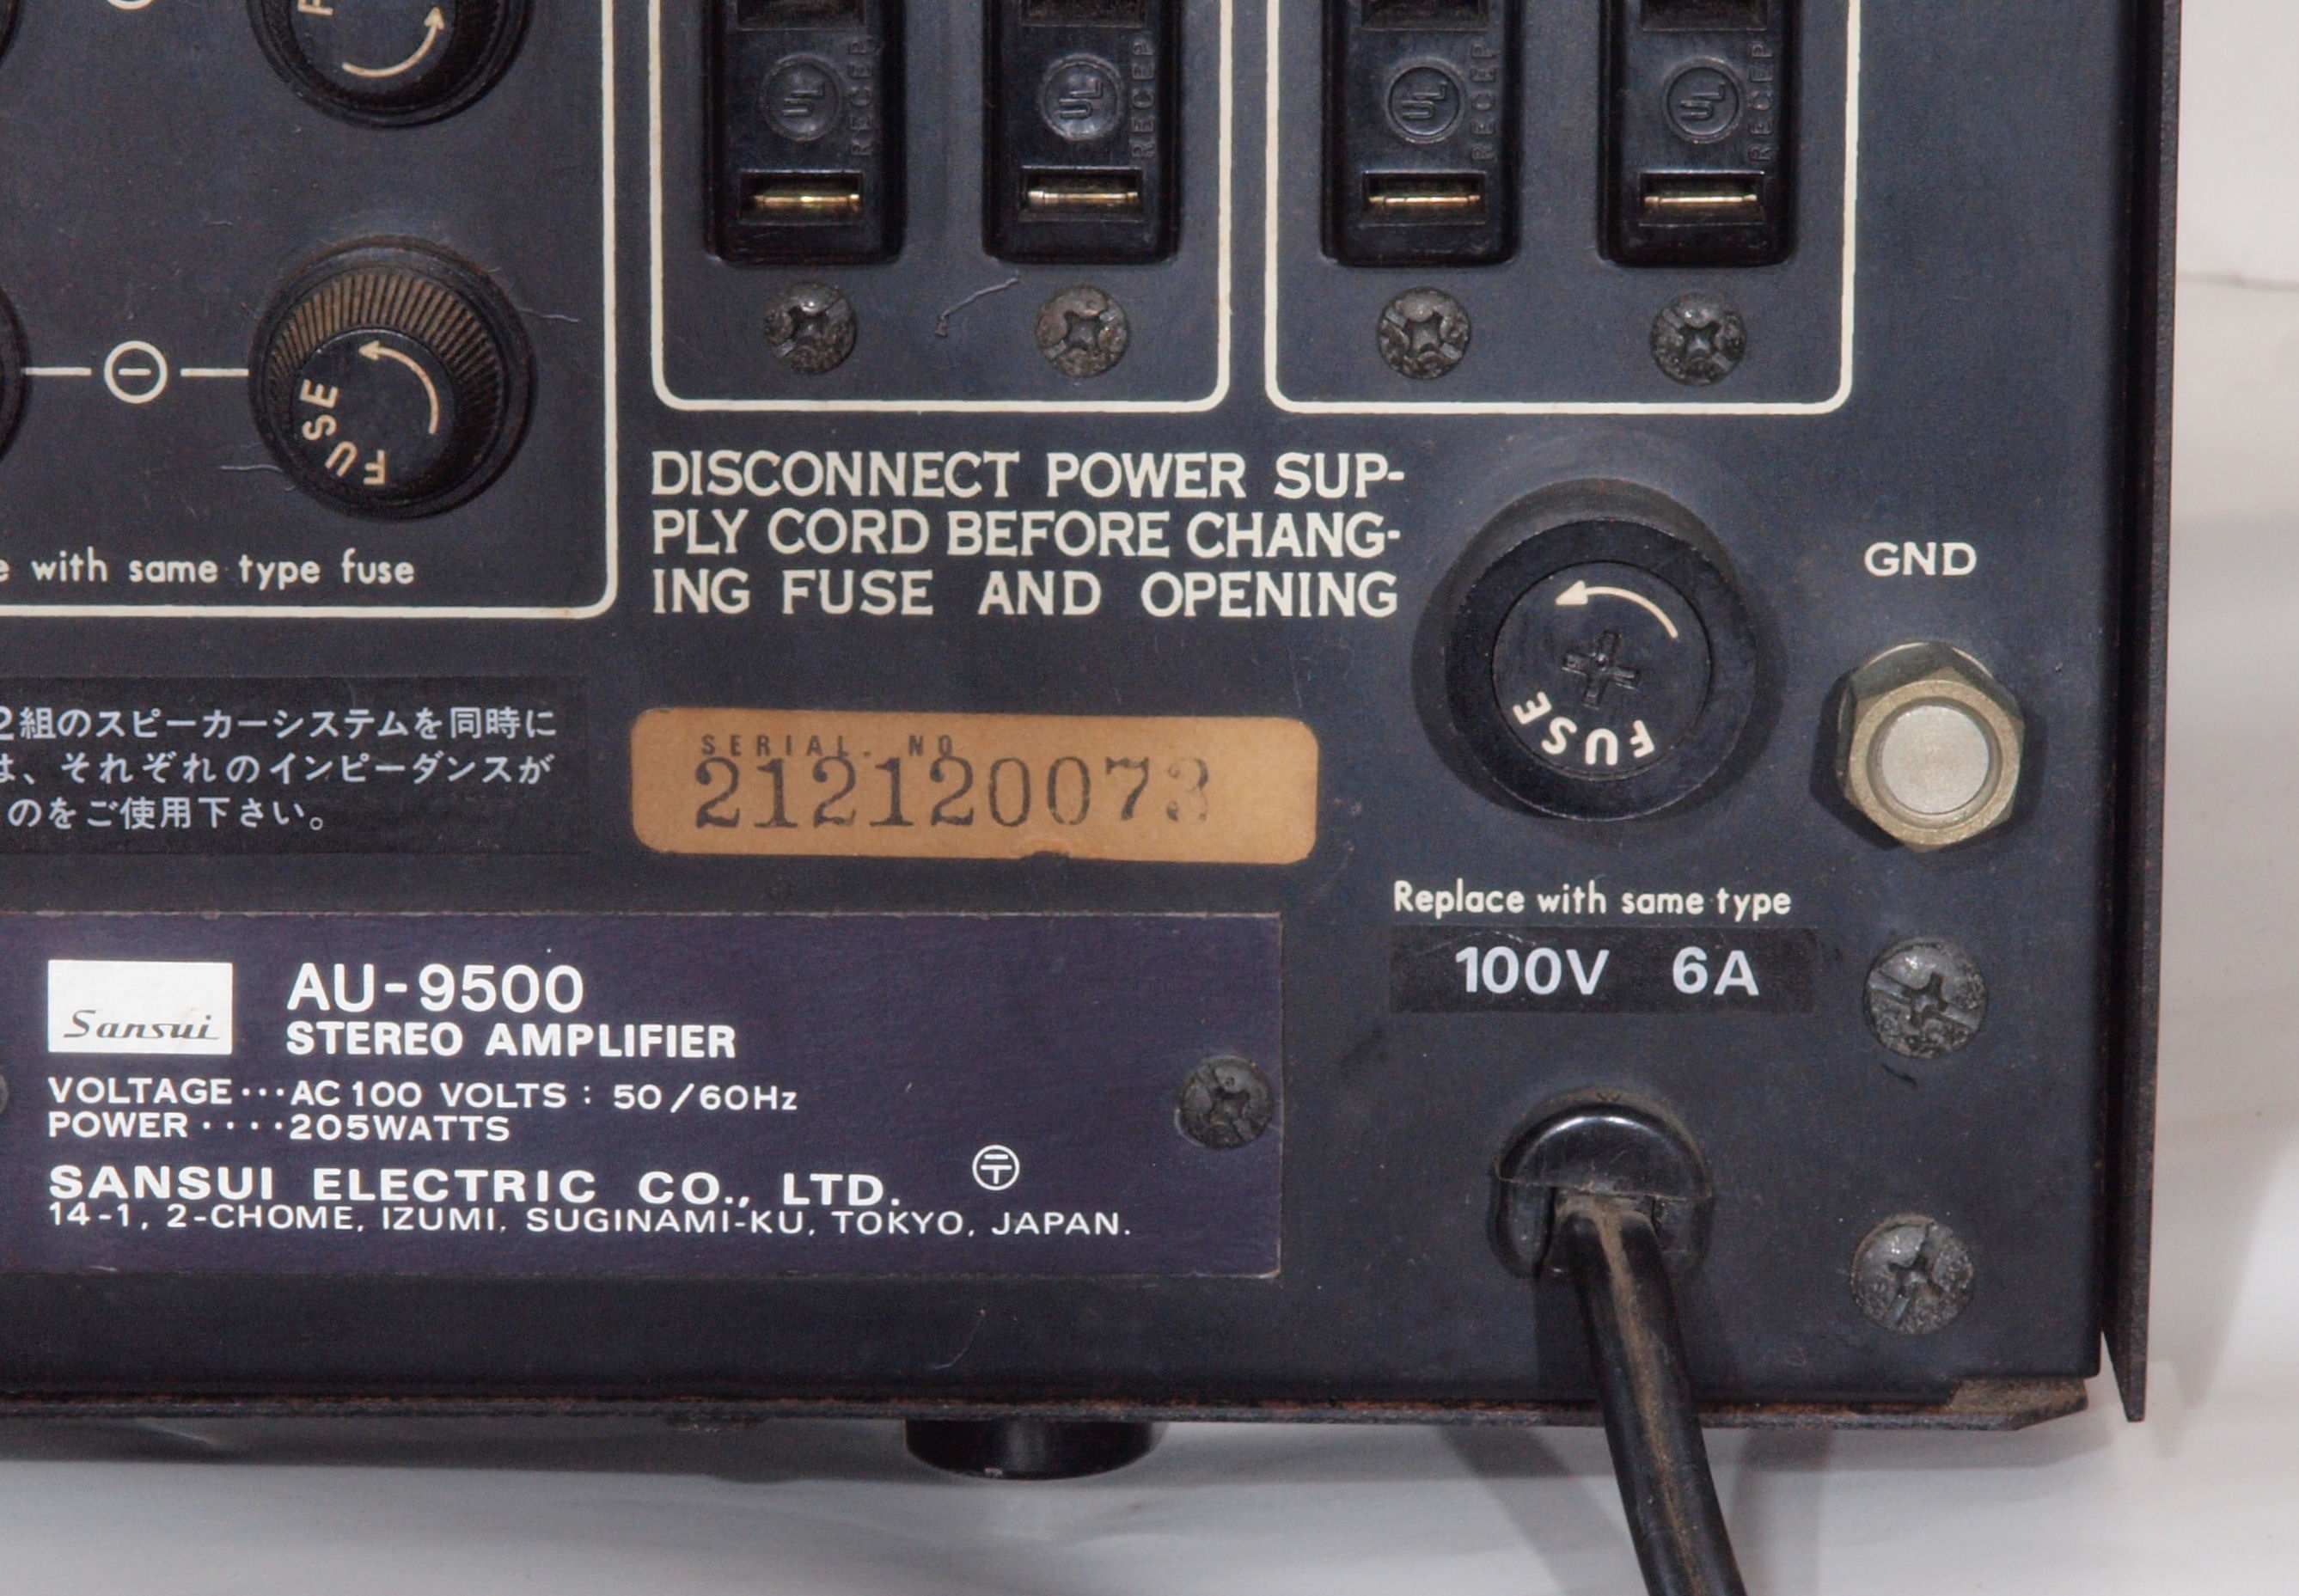 UL RECEP
UL RECEP
UL RECEP
UL RECEP
FUSE
DISCONNECT POWER SUP-
PLY CORD BEFORE CHANG-
ING FUSE AND OPENING
with same type fuse
GND
FUSE
2組のスピーカーシステムを同時に
は、それぞれのインピーダンスが
のをご使用下さい。
SERIAL. NO
212120073
Replace with same type
100V 6A
Sansui
AU-9500
STEREO AMPLIFIER
VOLTAGE···AC 100 VOLTS : 50/60Hz
POWER ····205WATTS
SANSUI ELECTRIC CO., LTD.
14-1, 2-CHOME, IZUMI, SUGINAMI-KU, TOKYO, JAPAN.